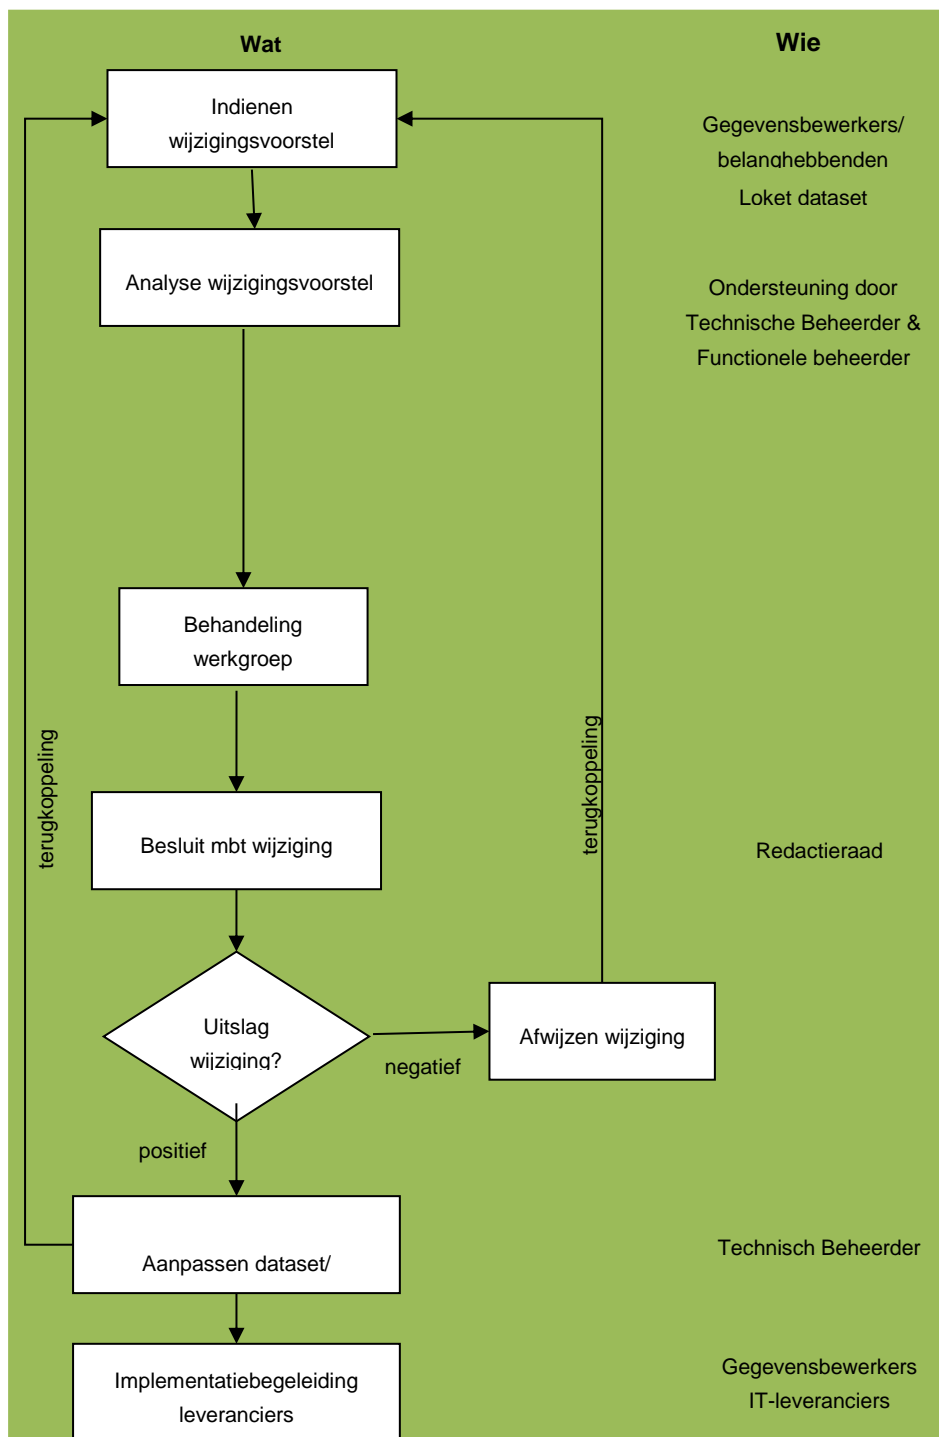 Wat
Wie
Indienen
wijzigingsvoorstel
Gegevensbewerkers/
belanghebbenden
Loket dataset
Analyse wijzigingsvoorstel
Ondersteuning door
Technische Beheerder &
Functionele beheerder
Behandeling
werkgroep
terugkoppeling
terugkoppeling
Besluit mbt wijziging
Redactieraad
Uitslag
wijziging?
negatief
Afwijzen wijziging
positief
Aanpassen dataset/
Technisch Beheerder
Implementatiebegeleiding
leveranciers
Gegevensbewerkers
IT-leveranciers